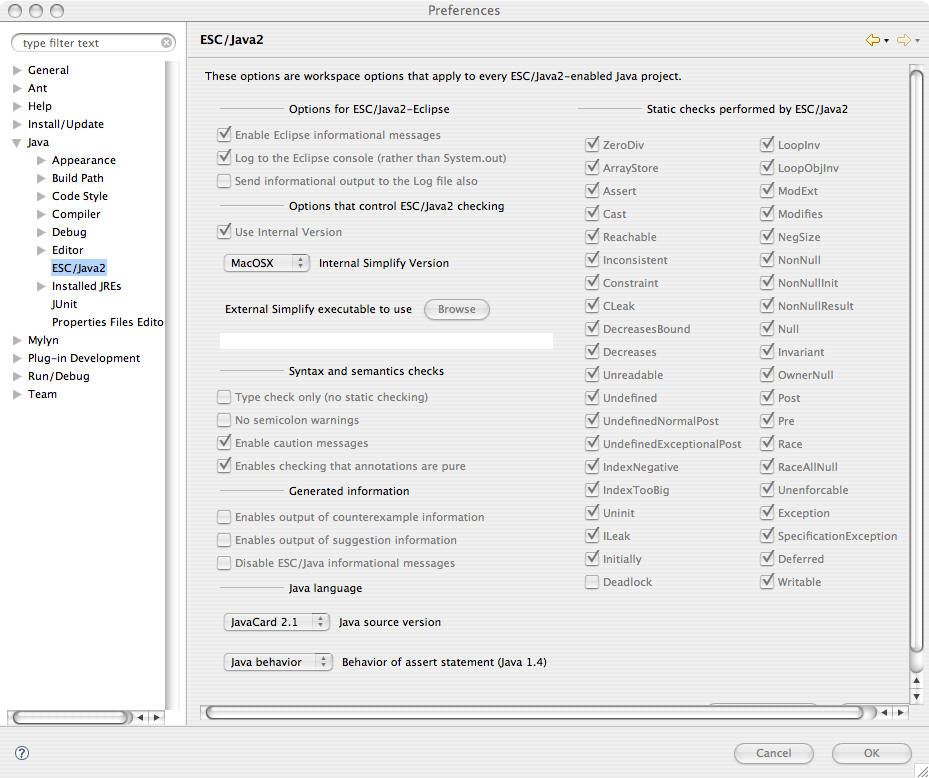 Preferences
type filter text
General
Ant
Help
Install/Update
Java
Appearance
Build Path
Code Style
Compiler
Debug
Editor
ESC/Java2
Installed JREs
JUnit
Properties Files Edito
Mylyn
Plug-in Development
Run/Debug
Team
ESC/Java2
These options are workspace options that apply to every ESC/Java2-enabled Java project.
Options for ESC/Java2-Eclipse
Enable Eclipse informational messages
Log to the Eclipse console (rather than System.out)
Send informational output to the Log file also
Options that control ESC/Java2 checking
Use Internal Version
MacOSX Internal Simplify Version
External Simplify executable to use Browse
Syntax and semantics checks
Type check only (no static checking)
No semicolon warnings
Enable caution messages
Enables checking that annotations are pure
Generated information
Enables output of counterexample information
Enables output of suggestion information
Disable ESC/Java informational messages
Java language
JavaCard 2.1 Java source version
Java behavior Behavior of assert statement (Java 1.4)
Static checks performed by ESC/Java2
ZeroDiv
ArrayStore
Assert
Cast
Reachable
Inconsistent
Constraint
CLeak
DecreasesBound
Decreases
Unreadable
Undefined
UndefinedNormalPost
UndefinedExceptionalPost
IndexNegative
IndexTooBig
Uninit
ILeak
Initially
Deadlock
LoopInv
LoopObjInv
ModExt
Modifies
NegSize
NonNull
NonNullInit
NonNullResult
Null
Invariant
OwnerNull
Post
Pre
Race
RaceAllNull
Unenforcable
Exception
SpecificationException
Deferred
Writable
?
Cancel
OK